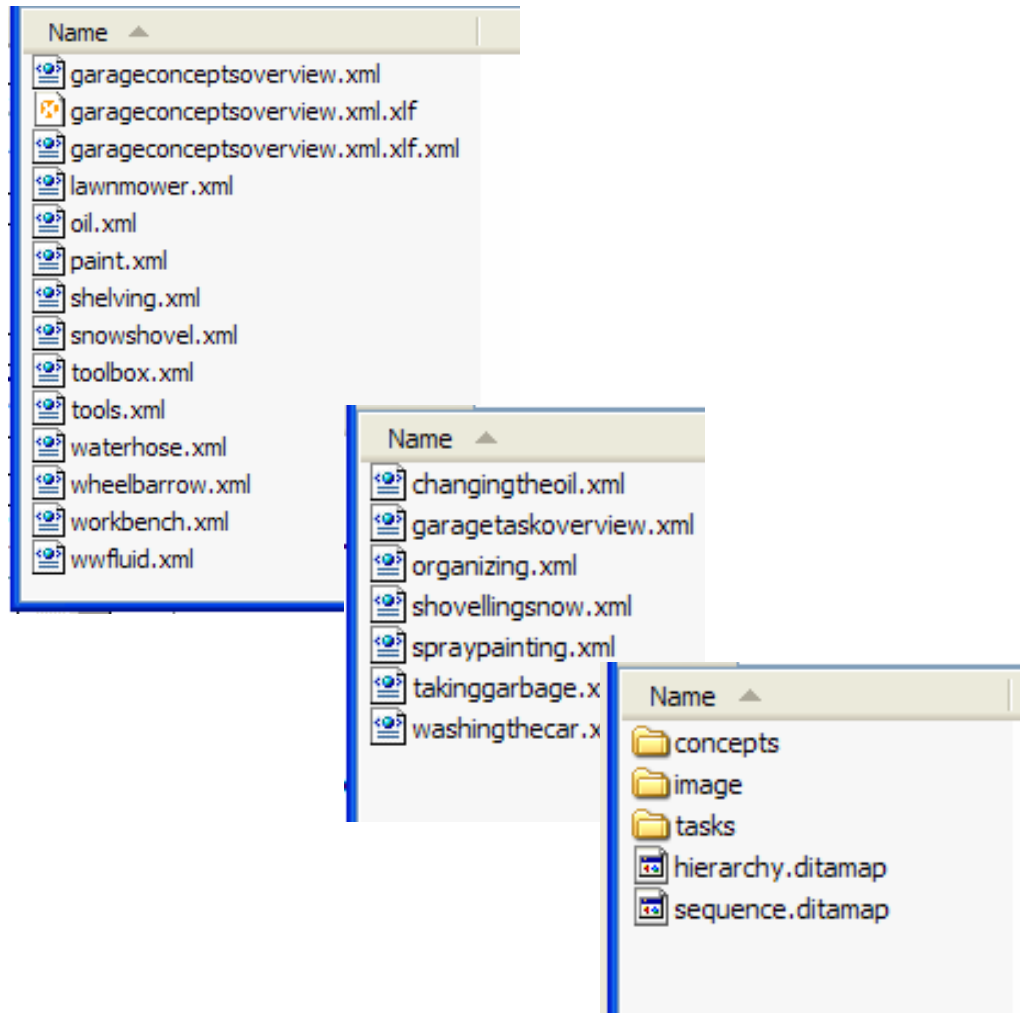 Name
garageconceptsoverview.xml
garageconceptsoverview.xml.xlf
garageconceptsoverview.xml.xlf.xml
lawnmower.xml
oil.xml
paint.xml
shelving.xml
snowshovel.xml
toolbox.xml
tools.xml
waterhose.xml
wheelbarrow.xml
workbench.xml
wwfluid.xml
Name
changingtheoil.xml
garagetaskoverview.xml
organizing.xml
shovellingsnow.xml
spraypainting.xml
takinggarbage.x
washingthecar.x
Name
concepts
image
tasks
hierarchy.ditamap
sequence.ditamap